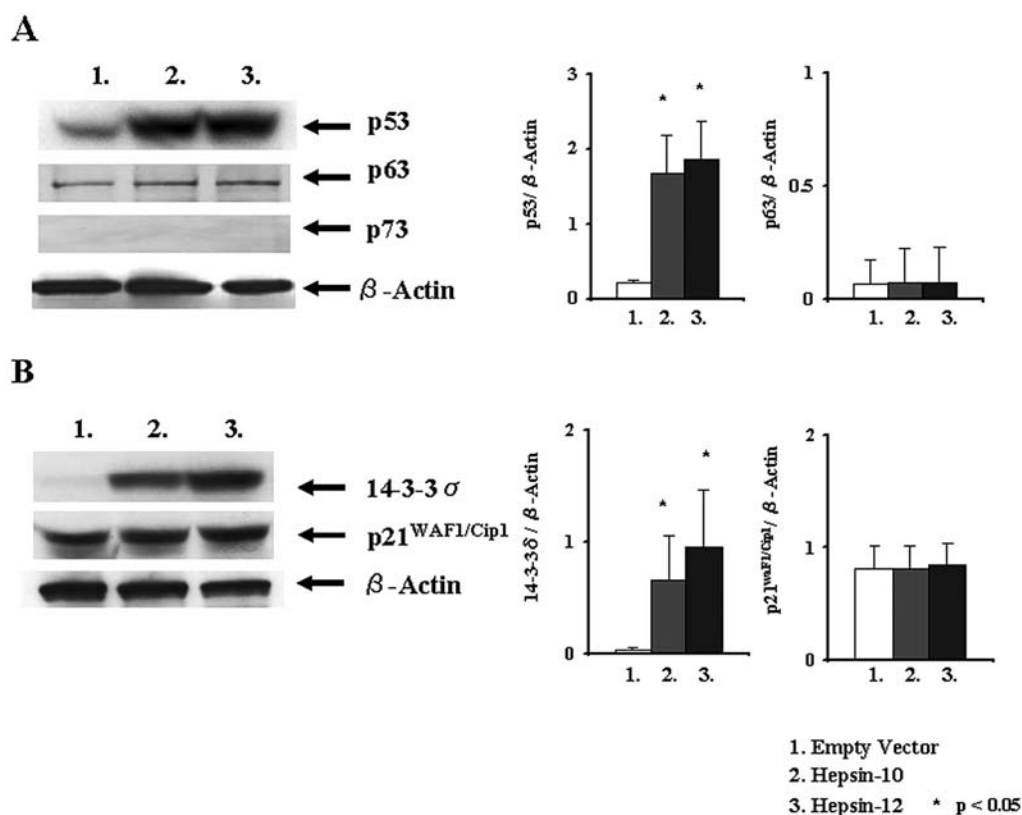 A
1. 2. 3.
p53
p63
p73
β-Actin
p53/ β-Actin
3
2
1
0
* *
1. 2. 3.
p63/ β-Actin
1
0.5
0
1. 2. 3.
B
1. 2. 3.
14-3-3 σ
p21WAF1/Cip1
β-Actin
14-3-3δ / β-Actin
2
1
0
* *
1. 2. 3.
p21WAF1/Cip1/ β-Actin
2
1
0
1. 2. 3.
1. Empty Vector
2. Hepsin-10
3. Hepsin-12 * p < 0.05